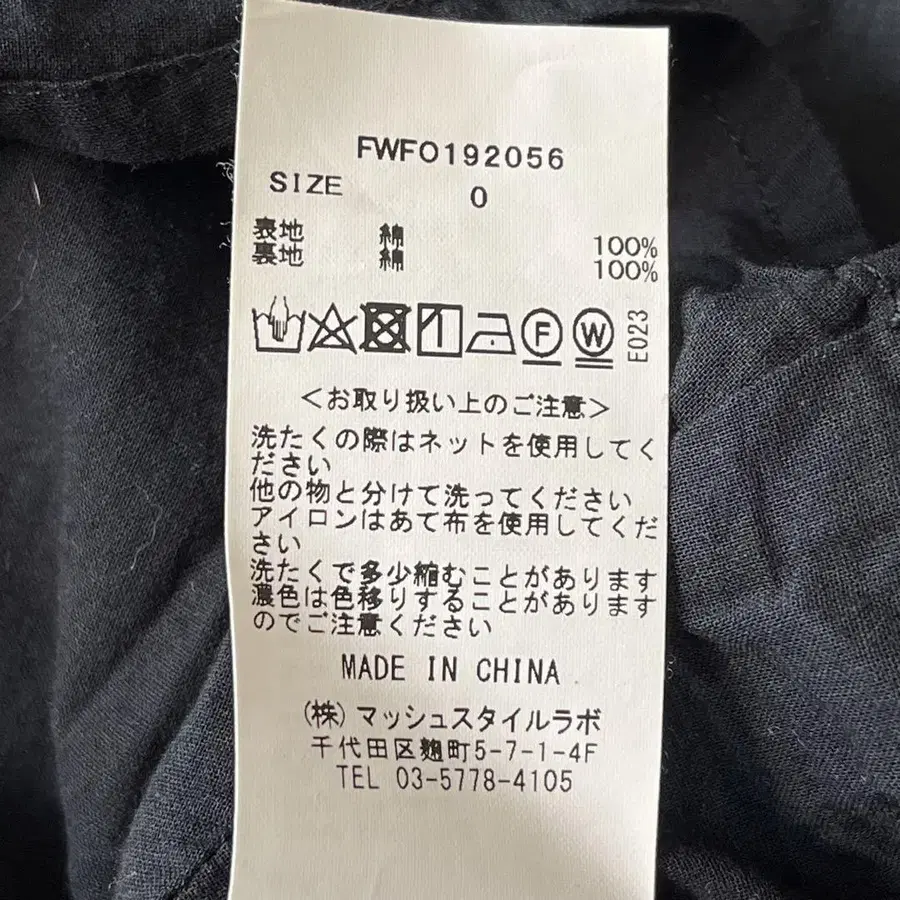 FWFO192056
SIZE 0
表地 綿 100%
裏地 綿 100%
F W E023
<お取り扱い上のご注意>
洗たくの際はネットを使用してく
ださい
他の物と分けて洗ってください
アイロンはあて布を使用してくだ
さい
洗たくで多少縮むことがあります
濃色は色移りすることがあります
のでご注意ください
MADE IN CHINA
(株)マッシュスタイルラボ
千代田区麹町5-7-1-4F
TEL 03-5778-4105